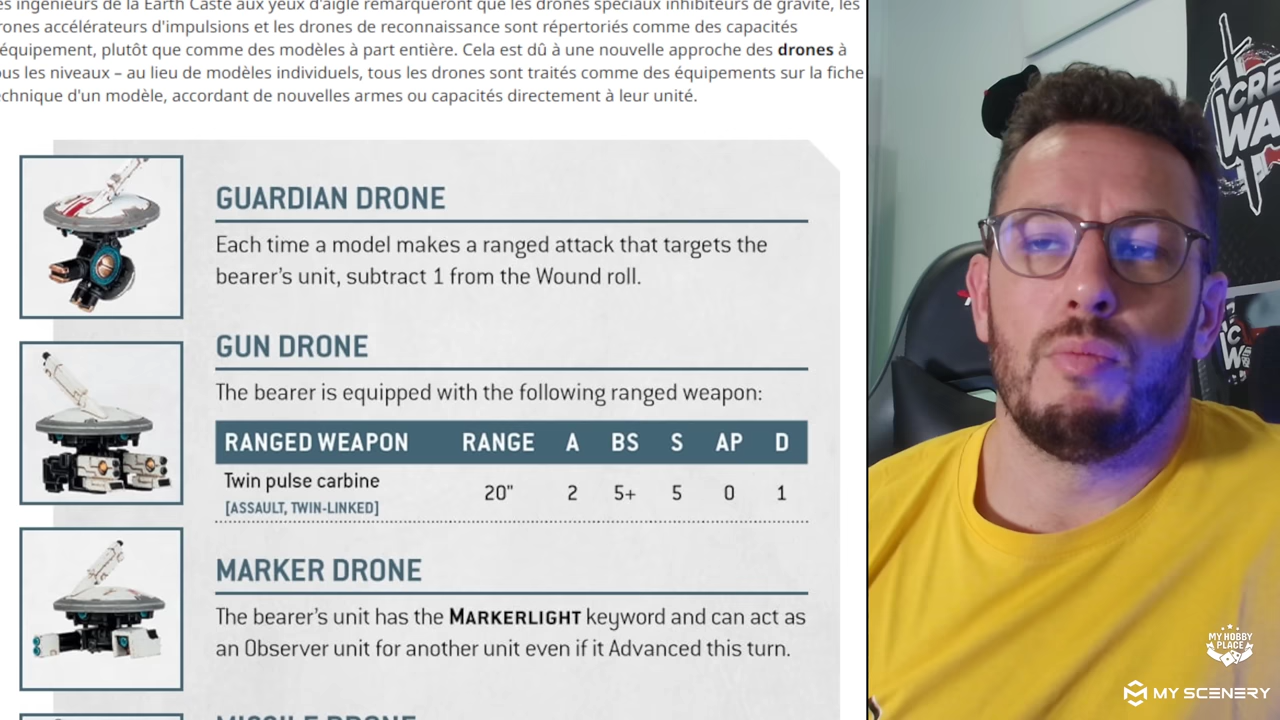 es ingénieurs de la Earth Caste aux yeux d'aigle remarqueront que les drones spéciaux inhibiteurs de gravité, les
rones accélérateurs d'impulsions et les drones de reconnaissance sont répertoriés comme des capacités
'équipement, plutôt que comme des modèles à part entière. Cela est dû à une nouvelle approche des drones à
ous les niveaux – au lieu de modèles individuels, tous les drones sont traités comme des équipements sur la fiche
echnique d'un modèle, accordant de nouvelles armes ou capacités directement à leur unité.
GUARDIAN DRONE
Each time a model makes a ranged attack that targets the
bearer's unit, subtract 1 from the Wound roll.
GUN DRONE
The bearer is equipped with the following ranged weapon:
RANGED WEAPON RANGE A BS S AP D
Twin pulse carbine 20" 2 5+ 5 0 1
[ASSAULT, TWIN-LINKED]
MARKER DRONE
The bearer's unit has the MARKERLIGHT keyword and can act as
an Observer unit for another unit even if it Advanced this turn.
MISSILE DRONE
CRE
WA
MY HOBBY
PLACE
MY SCENERY